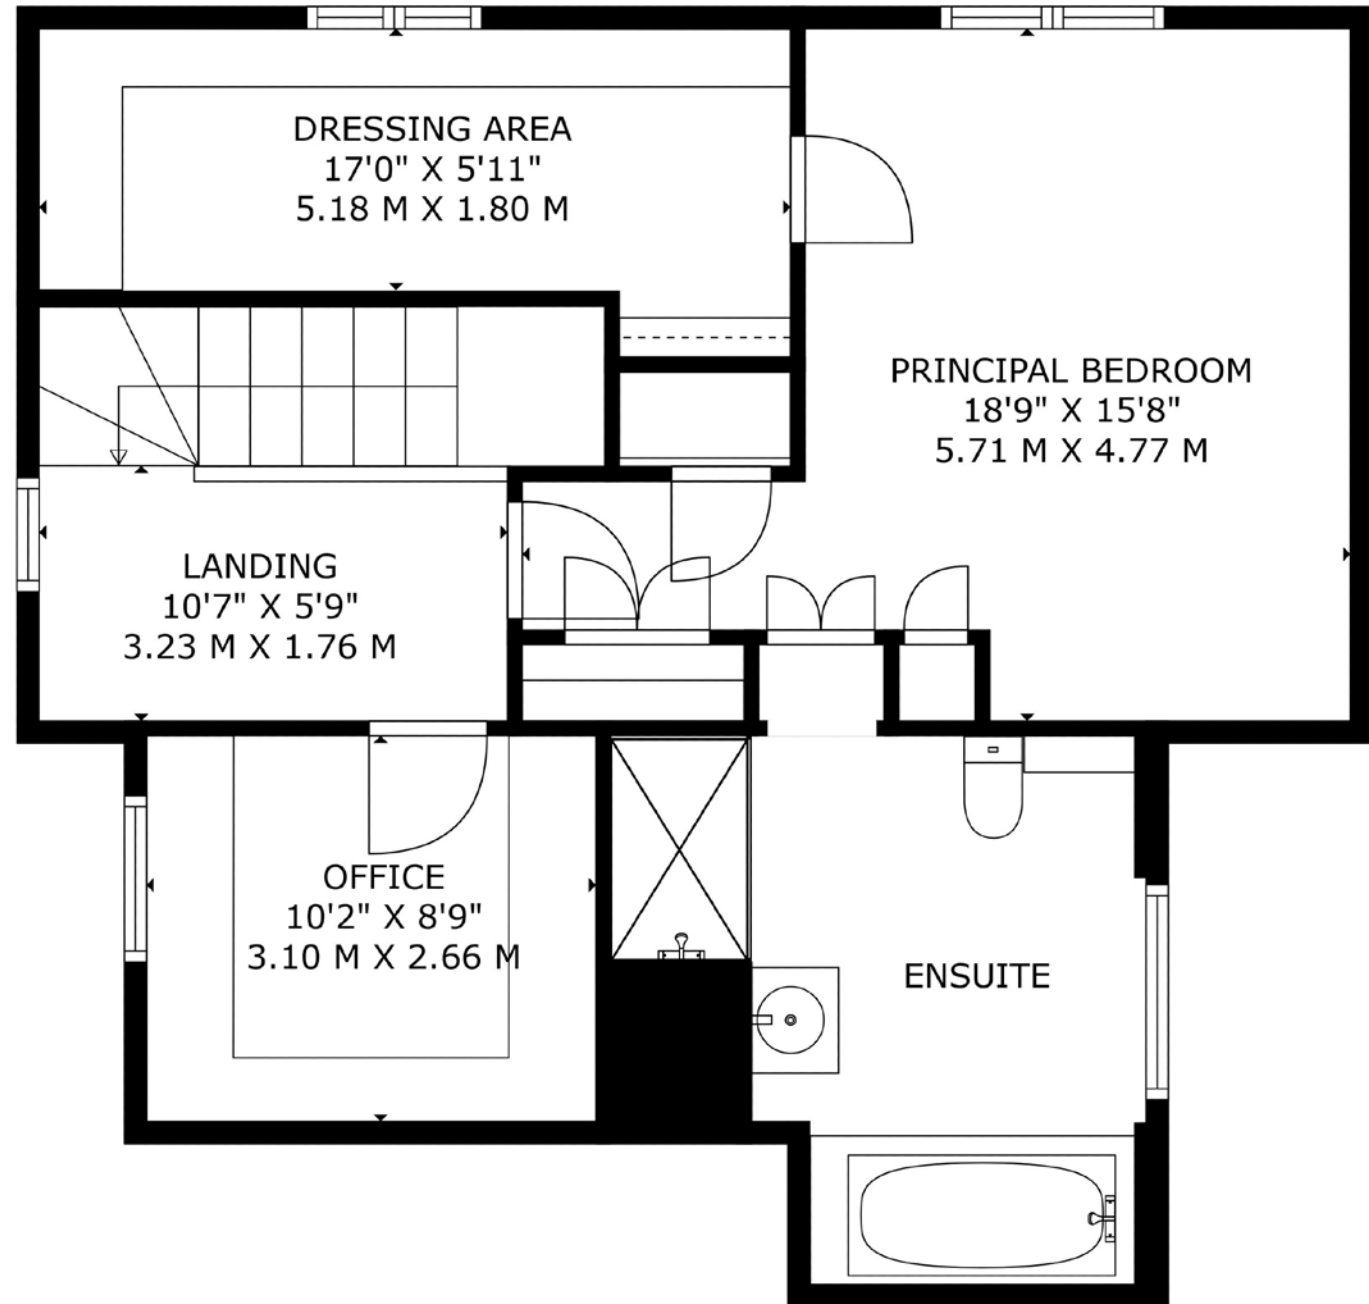 DRESSING AREA
17'0" X 5'11"
5.18 M X 1.80 M
PRINCIPAL BEDROOM
18'9" X 15'8"
5.71 M X 4.77 M
LANDING
10'7" X 5'9"
3.23 M X 1.76 M
OFFICE
10'2" X 8'9"
3.10 M X 2.66 M
ENSUITE